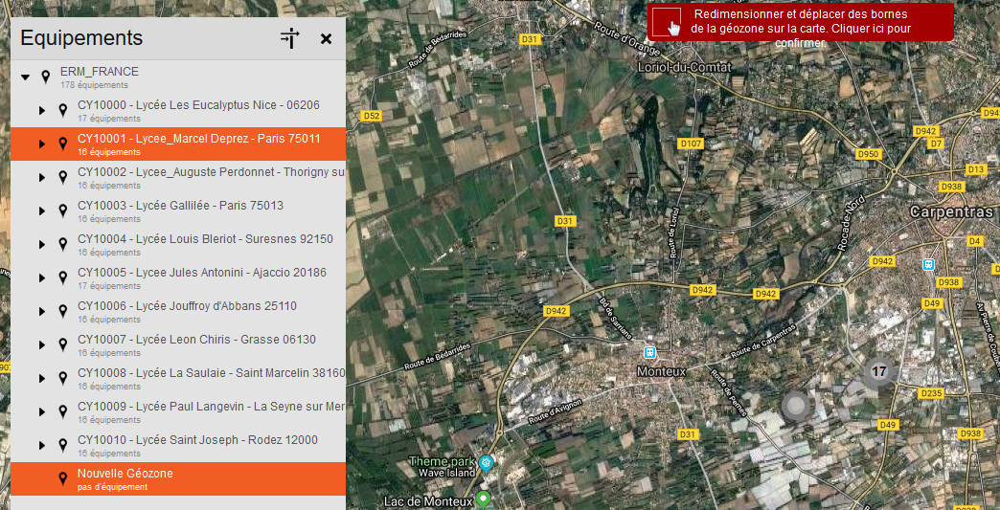 Equipements
ERM_FRANCE
178 équipements
CY10000 - Lycée Les Eucalyptus Nice - 06206
17 équipements
CY10001 - Lycee_Marcel Deprez - Paris 75011
16 équipements
CY10002 - Lycee_Auguste Perdonnet - Thorigny su
16 équipements
CY10003 - Lycée Gallilée - Paris 75013
16 équipements
CY10004 - Lycée Louis Bleriot - Suresnes 92150
16 équipements
CY10005 - Lycee Jules Antonini - Ajaccio 20186
17 équipements
CY10006 - Lycée Jouffroy d'Abbans 25110
16 équipements
CY10007 - Lycée Leon Chiris - Grasse 06130
16 équipements
CY10008 - Lycée La Saulaie - Saint Marcelin 38160
16 équipements
CY10009 - Lycée Paul Langevin - La Seyne sur Mer
16 équipements
CY10010 - Lycée Saint Joseph - Rodez 12000
16 équipements
Nouvelle Géozone
pas d'équipement
Redimensionner et déplacer des bornes
de la géozone sur la carte. Cliquer ici pour
confirmer.
Route de Bédarrides
D31
Route d'Orange
Loriol-du-Comtat
D52
D107
D942
D7
D950
D13
D938
Route de Loriol
Rocade Nord
Carpentras
D31
D4
D942
D942
D942
D938
D942
D49
Bd de Sarrians
Av Pierre de Coubert
Route de Bédarrides
Route de Carpentras
Monteux
17
Route de Pernes
D235
Route d'Avignon
D49
D31
D938
Theme park
Wave Island
Lac de Monteux